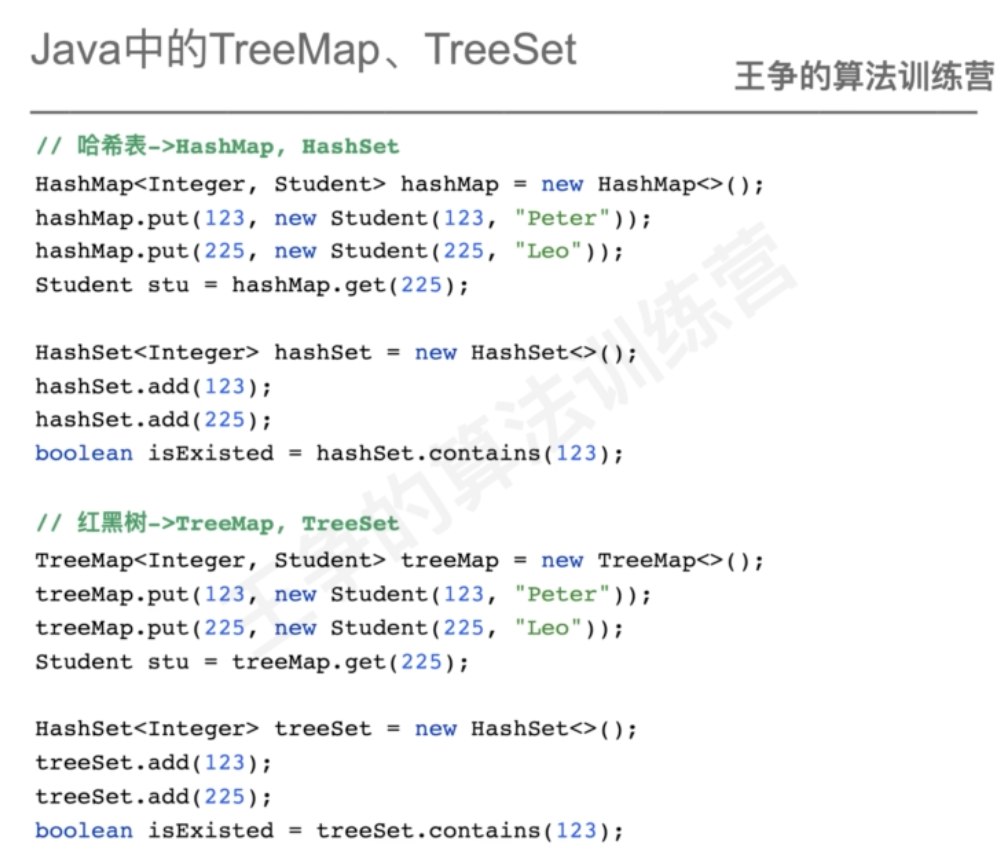 Java中的TreeMap、TreeSet
王争的算法训练营
// 哈希表->HashMap, HashSet
HashMap<Integer, Student> hashMap = new HashMap<>();
hashMap.put(123, new Student(123, "Peter"));
hashMap.put(225, new Student(225, "Leo"));
Student stu = hashMap.get(225);
HashSet<Integer> hashSet = new HashSet<>();
hashSet.add(123);
hashSet.add(225);
boolean isExisted = hashSet.contains(123);
// 红黑树->TreeMap, TreeSet
TreeMap<Integer, Student> treeMap = new TreeMap<>();
treeMap.put(123, new Student(123, "Peter"));
treeMap.put(225, new Student(225, "Leo"));
Student stu = treeMap.get(225);
HashSet<Integer> treeSet = new HashSet<>();
treeSet.add(123);
treeSet.add(225);
boolean isExisted = treeSet.contains(123);
王争的算法训练营